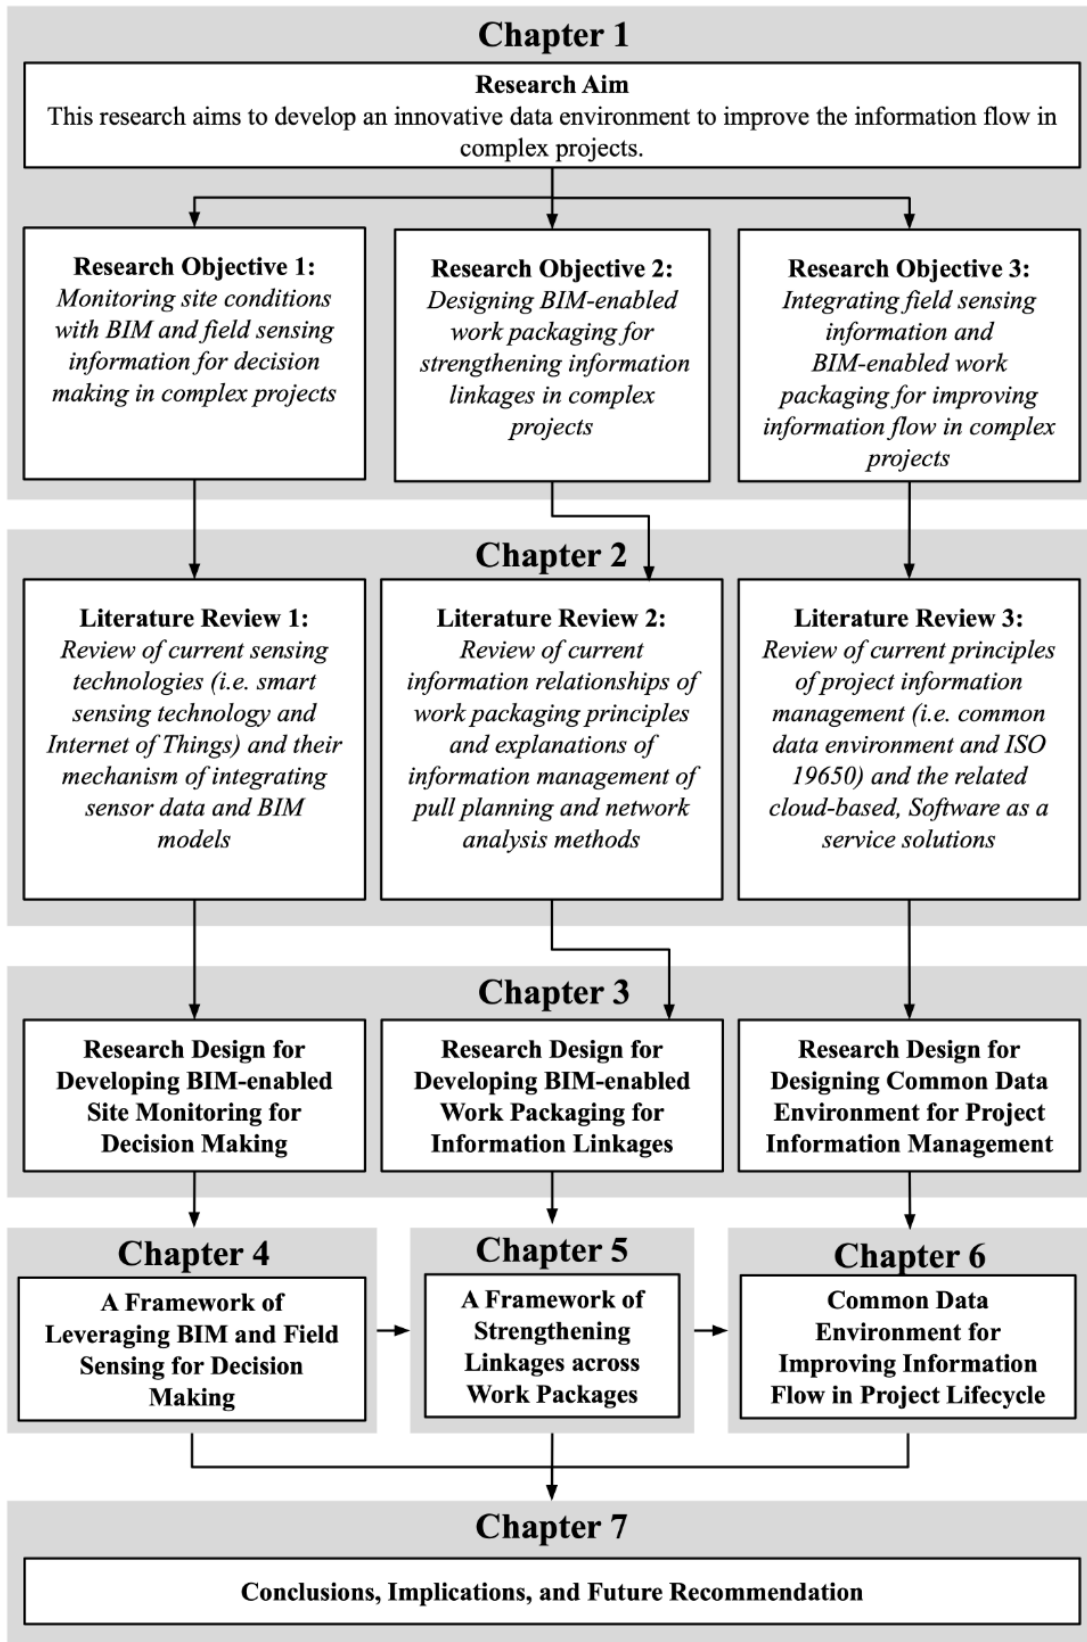 Chapter 1
Research Aim
This research aims to develop an innovative data environment to improve the information flow in
complex projects.
Research Objective 1:
Monitoring site conditions
with BIM and field sensing
information for decision
making in complex projects
Research Objective 2:
Designing BIM-enabled
work packaging for
strengthening information
linkages in complex
projects
Research Objective 3:
Integrating field sensing
information and
BIM-enabled work
packaging for improving
information flow in complex
projects
Chapter 2
Literature Review 1:
Review of current sensing
technologies (i.e. smart
sensing technology and
Internet of Things) and their
mechanism of integrating
sensor data and BIM
models
Literature Review 2:
Review of current
information relationships of
work packaging principles
and explanations of
information management of
pull planning and network
analysis methods
Literature Review 3:
Review of current principles
of project information
management (i.e. common
data environment and ISO
19650) and the related
cloud-based, Software as a
service solutions
Chapter 3
Research Design for
Developing BIM-enabled
Site Monitoring for
Decision Making
Research Design for
Developing BIM-enabled
Work Packaging for
Information Linkages
Research Design for
Designing Common Data
Environment for Project
Information Management
Chapter 4
A Framework of
Leveraging BIM and Field
Sensing for Decision
Making
Chapter 5
A Framework of
Strengthening
Linkages across
Work Packages
Chapter 6
Common Data
Environment for
Improving Information
Flow in Project Lifecycle
Chapter 7
Conclusions, Implications, and Future Recommendation